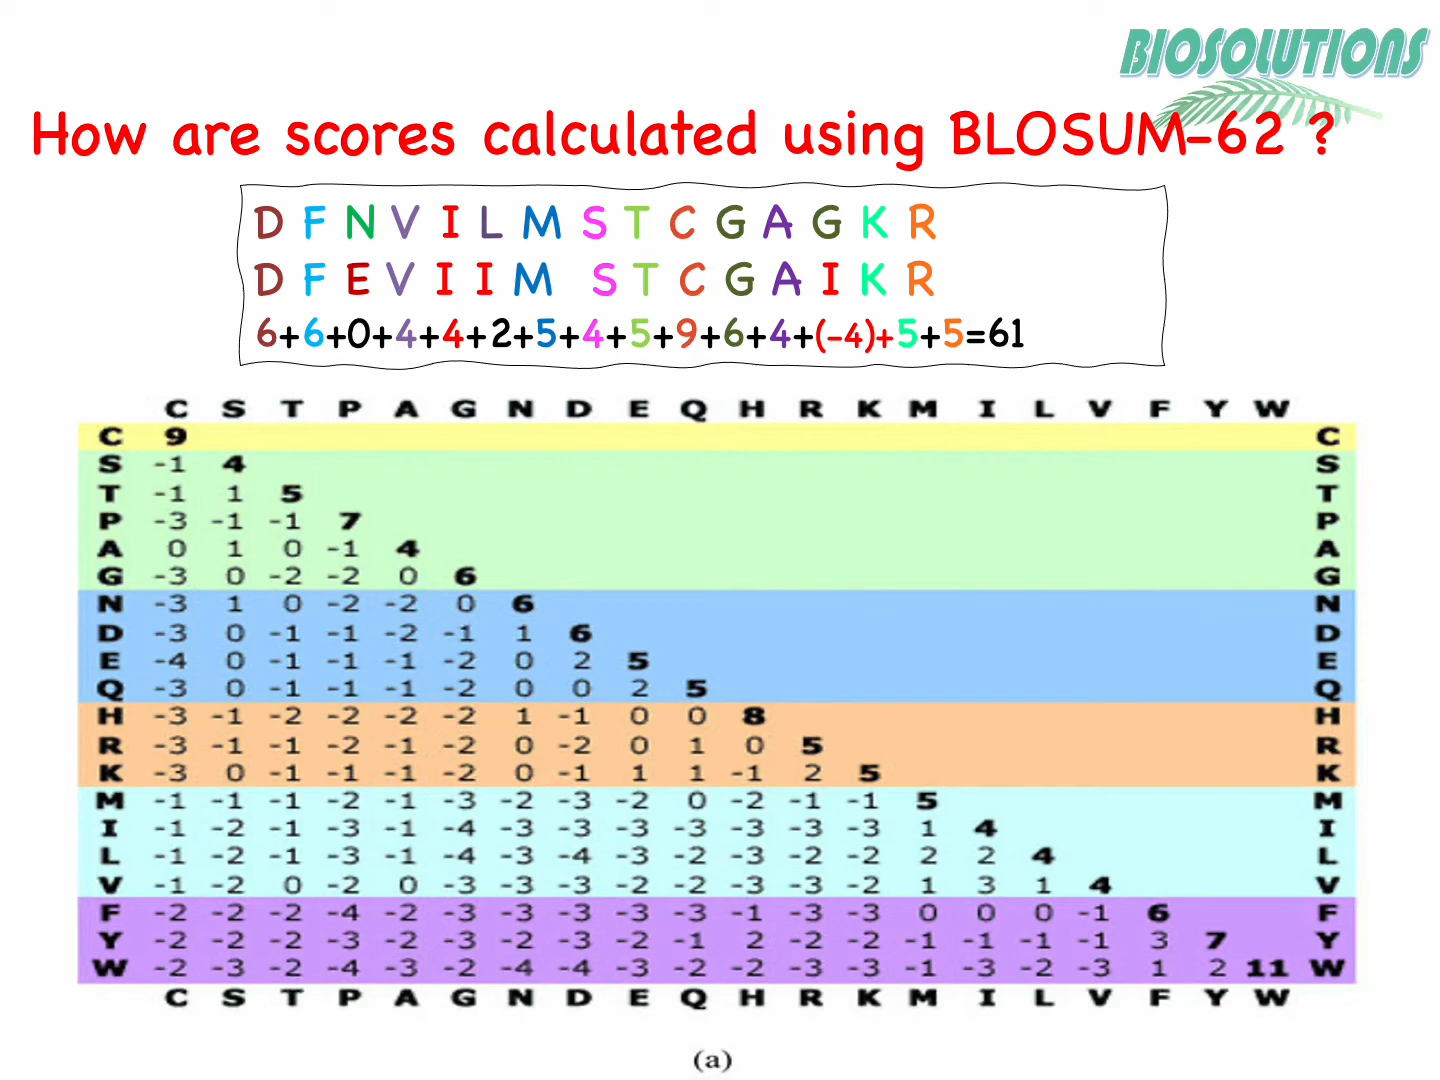 BIOSOLUTIONS
How are scores calculated using BLOSUM-62 ?
D F N V I L M S T C G A G K R
D F E V I I M S T C G A I K R
6+6+0+4+4+2+5+4+5+9+6+4+(-4)+5+5=61
C S T P A G N D E Q H R K M I L V F Y W
C 9 C
S -1 4 S
T -1 1 5 T
P -3 -1 -1 7 P
A 0 1 0 -1 4 A
G -3 0 -2 -2 0 6 G
N -3 1 0 -2 -2 0 6 N
D -3 0 -1 -1 -2 -1 1 6 D
E -4 0 -1 -1 -1 -2 0 2 5 E
Q -3 0 -1 -1 -1 -2 0 0 2 5 Q
H -3 -1 -2 -2 -2 -2 1 -1 0 0 8 H
R -3 -1 -1 -2 -1 -2 0 -2 0 1 0 5 R
K -3 0 -1 -1 -1 -2 0 -1 1 1 -1 2 5 K
M -1 -1 -1 -2 -1 -3 -2 -3 -2 0 -2 -1 -1 5 M
I -1 -2 -1 -3 -1 -4 -3 -3 -3 -3 -3 -3 -3 1 4 I
L -1 -2 -1 -3 -1 -4 -3 -4 -3 -2 -3 -2 -2 2 2 4 L
V -1 -2 0 -2 0 -3 -3 -3 -2 -2 -3 -3 -2 1 3 1 4 V
F -2 -2 -2 -4 -2 -3 -3 -3 -3 -3 -1 -3 -3 0 0 0 -1 6 F
Y -2 -2 -2 -3 -2 -3 -2 -3 -2 -1 2 -2 -2 -1 -1 -1 -1 3 7 Y
W -2 -3 -2 -4 -3 -2 -4 -4 -3 -2 -2 -3 -3 -1 -3 -2 -3 1 2 11 W
C S T P A G N D E Q H R K M I L V F Y W
(a)